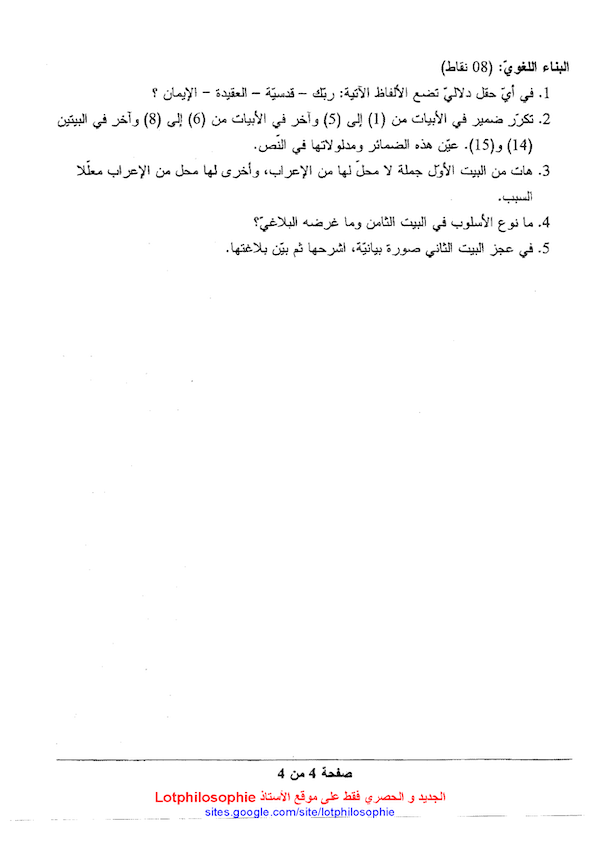 البناء اللغويّ: (08 نقاط)
1. في أيّ حقل دلاليّ تضع الألفاظ الآتية: ربّك – قدسيّة – العقيدة – الإيمان ؟
2. تكرّر ضمير في الأبيات من (1) إلى (5) وآخر في الأبيات من (6) إلى (8) وآخر في البيتين
(14) و(15). عيّن هذه الضمائر ومدلولاتها في النّص.
3. هات من البيت الأوّل جملة لا محلّ لها من الإعراب، وأخرى لها محل من الإعراب معلّلا
السبب.
4. ما نوع الأسلوب في البيت الثامن وما غرضه البلاغيّ؟
5. في عجز البيت الثاني صورة بيانيّة، اشرحها ثم بيّن بلاغتها.
صفحة 4 من 4
الجديد و الحصري فقط على موقع الأستاذ Lotphilosophie
sites.google.com/site/lotphilosophie